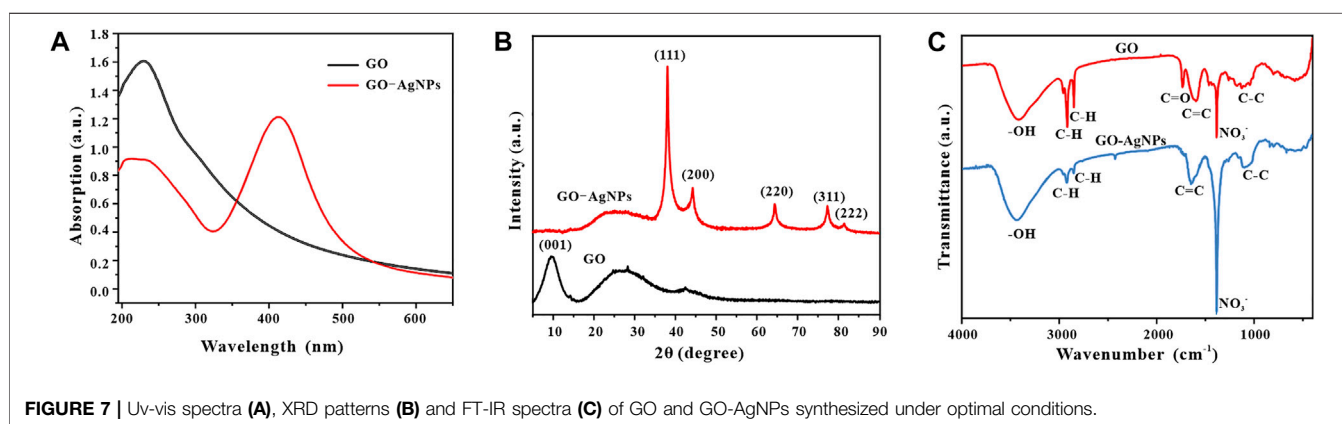 A
1.8
1.6
1.4
1.2
1.0
0.8
0.6
0.4
0.2
0.0
Absorption (a.u.)
GO
GO−AgNPs
200 300 400 500 600
Wavelength (nm)
B
Intensity (a.u.)
(111)
(200)
(220)
(311)
(222)
GO−AgNPs
(001)
GO
10 20 30 40 50 60 70 80 90
2θ (degree)
C
Transmittance (a.u.)
GO
C=O
C-C
C-H
C=C
-OH
C-H
NO₃⁻
GO-AgNPs
C-H
C-H
C=C
C-C
-OH
NO₃⁻
4000 3000 2000 1000
Wavenumber (cm⁻¹)
FIGURE 7 | Uv-vis spectra (A), XRD patterns (B) and FT-IR spectra (C) of GO and GO-AgNPs synthesized under optimal conditions.